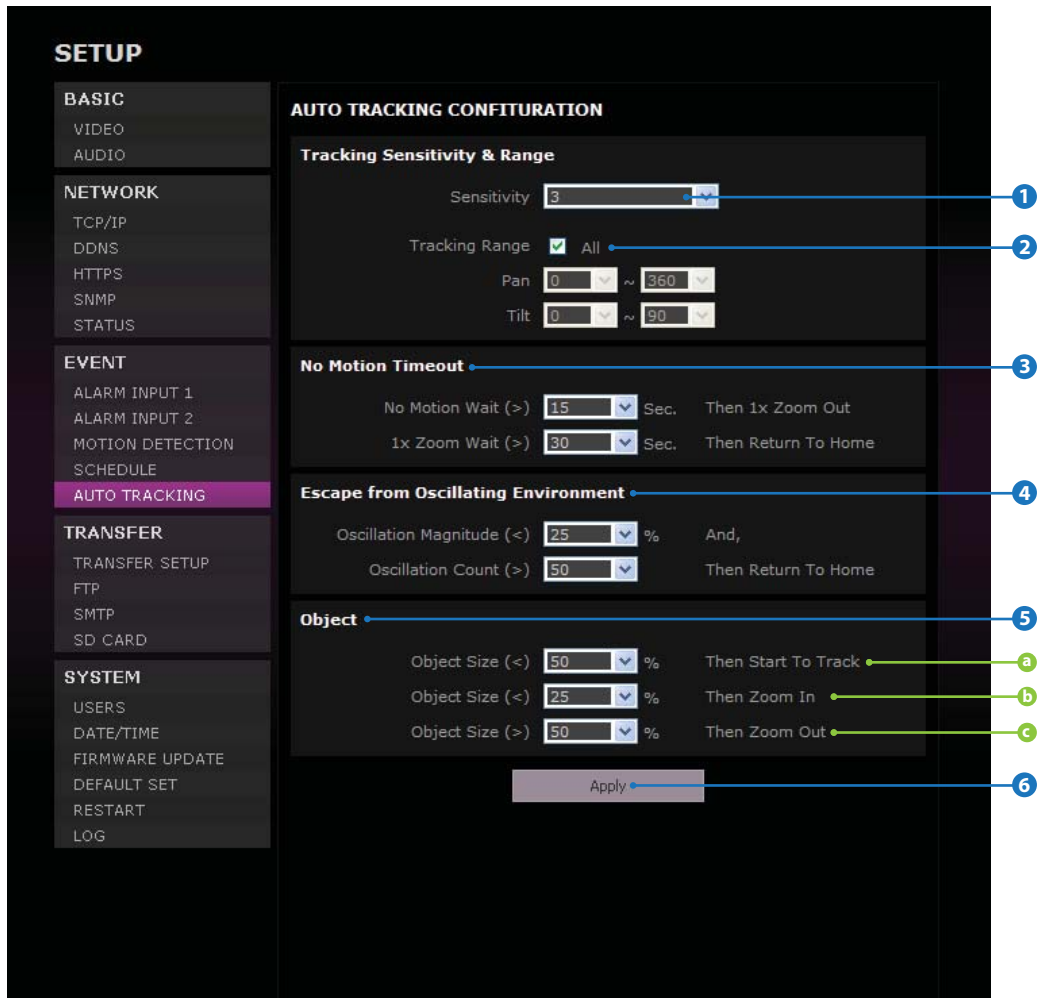 SETUP
BASIC
VIDEO
AUDIO
NETWORK
TCP/IP
DDNS
HTTPS
SNMP
STATUS
EVENT
ALARM INPUT 1
ALARM INPUT 2
MOTION DETECTION
SCHEDULE
AUTO TRACKING
TRANSFER
TRANSFER SETUP
FTP
SMTP
SD CARD
SYSTEM
USERS
DATE/TIME
FIRMWARE UPDATE
DEFAULT SET
RESTART
LOG
AUTO TRACKING CONFITURATION
Tracking Sensitivity & Range
Sensitivity 3 1
Tracking Range All 2
Pan 0 ~ 360
Tilt 0 ~ 90
No Motion Timeout 3
No Motion Wait (>) 15 Sec. Then 1x Zoom Out
1x Zoom Wait (>) 30 Sec. Then Return To Home
Escape from Oscillating Environment 4
Oscillation Magnitude (<) 25 % And,
Oscillation Count (>) 50 Then Return To Home
Object 5
Object Size (<) 50 % Then Start To Track a
Object Size (<) 25 % Then Zoom In b
Object Size (>) 50 % Then Zoom Out c
Apply 6